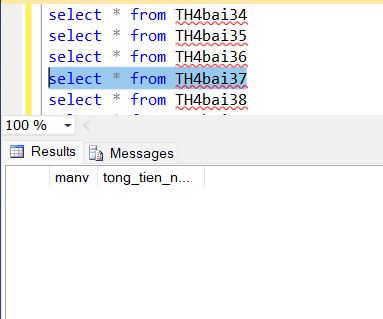 select * from TH4bai34
select * from TH4bai35
select * from TH4bai36
select * from TH4bai37
select * from TH4bai38
100 %
Results Messages
manv tong_tien_n...